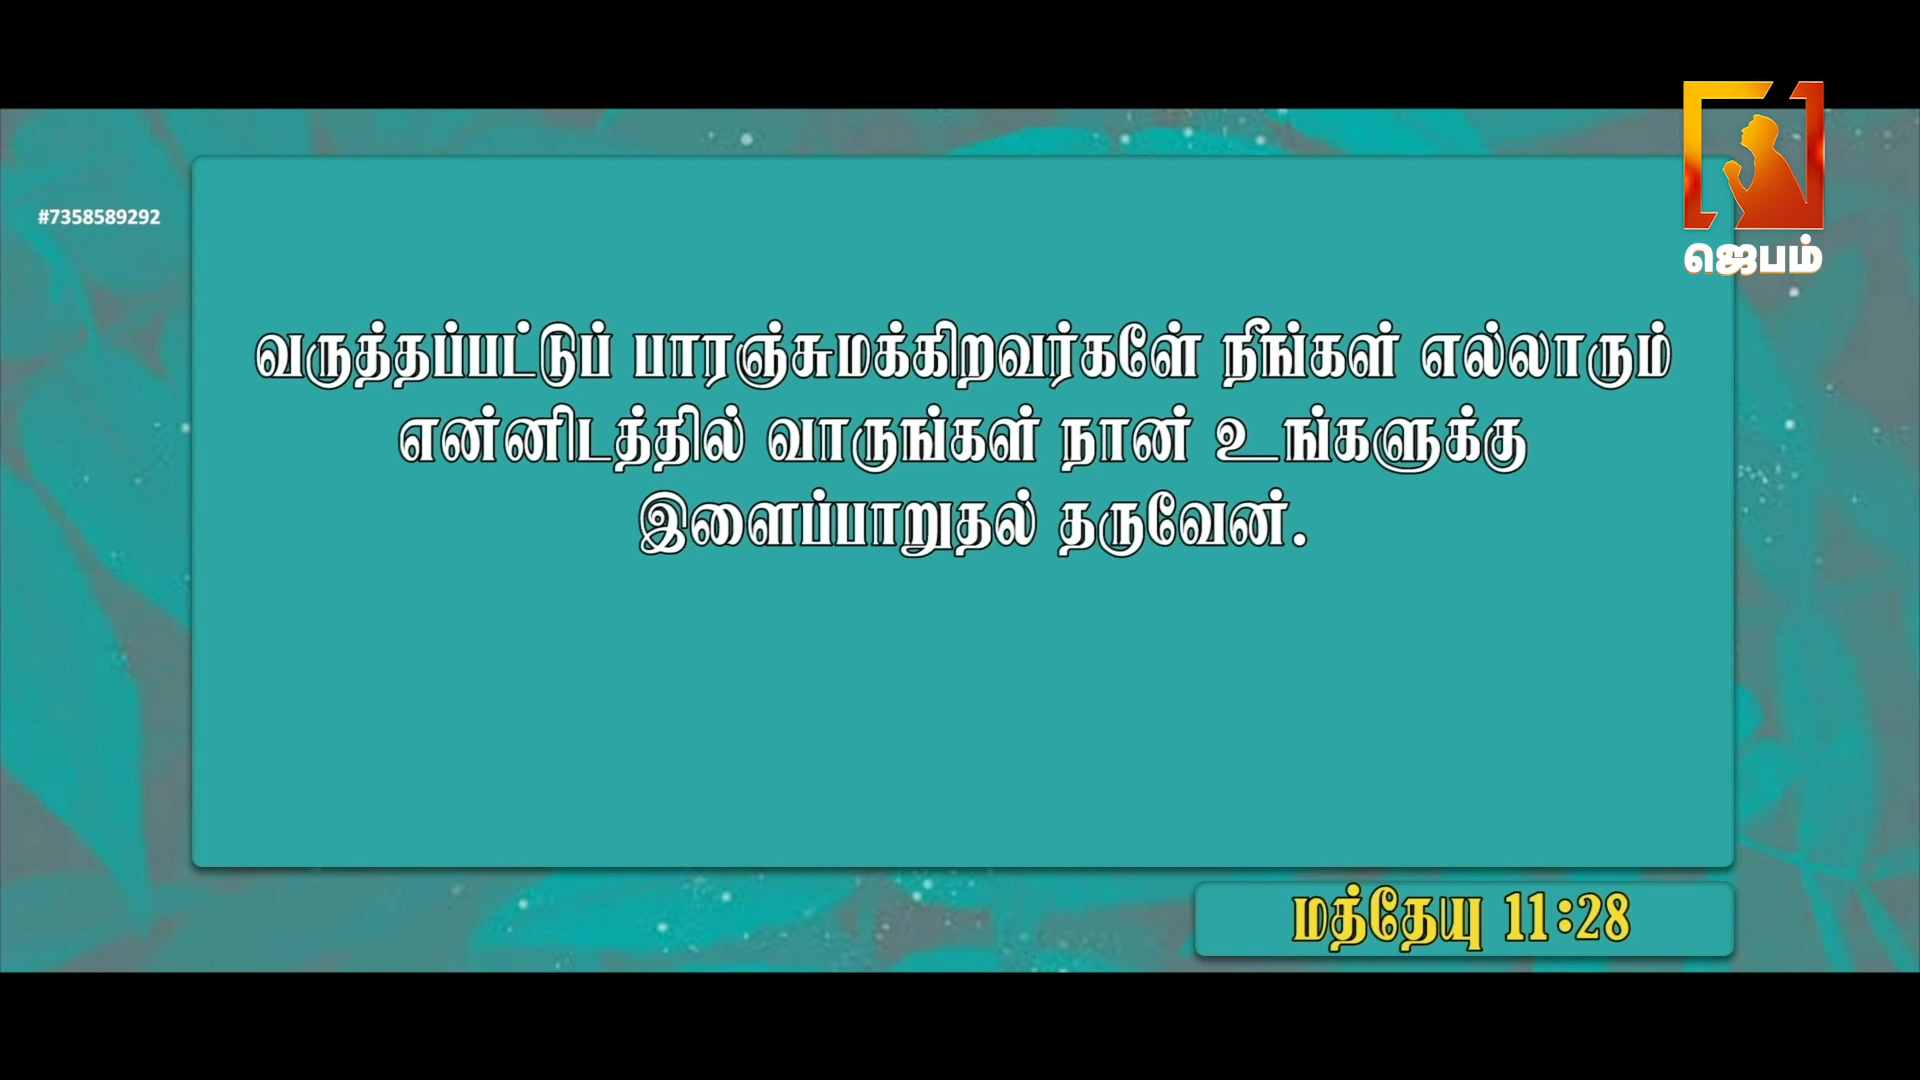 #7358589292
ஜெபம்
வருத்தப்பட்டுப் பாரஞ்சுமக்கிறவர்களே நீங்கள் எல்லாரும்
என்னிடத்தில் வாருங்கள் நான் உங்களுக்கு
இளைப்பாறுதல் தருவேன்.
மத்தேயு 11:28